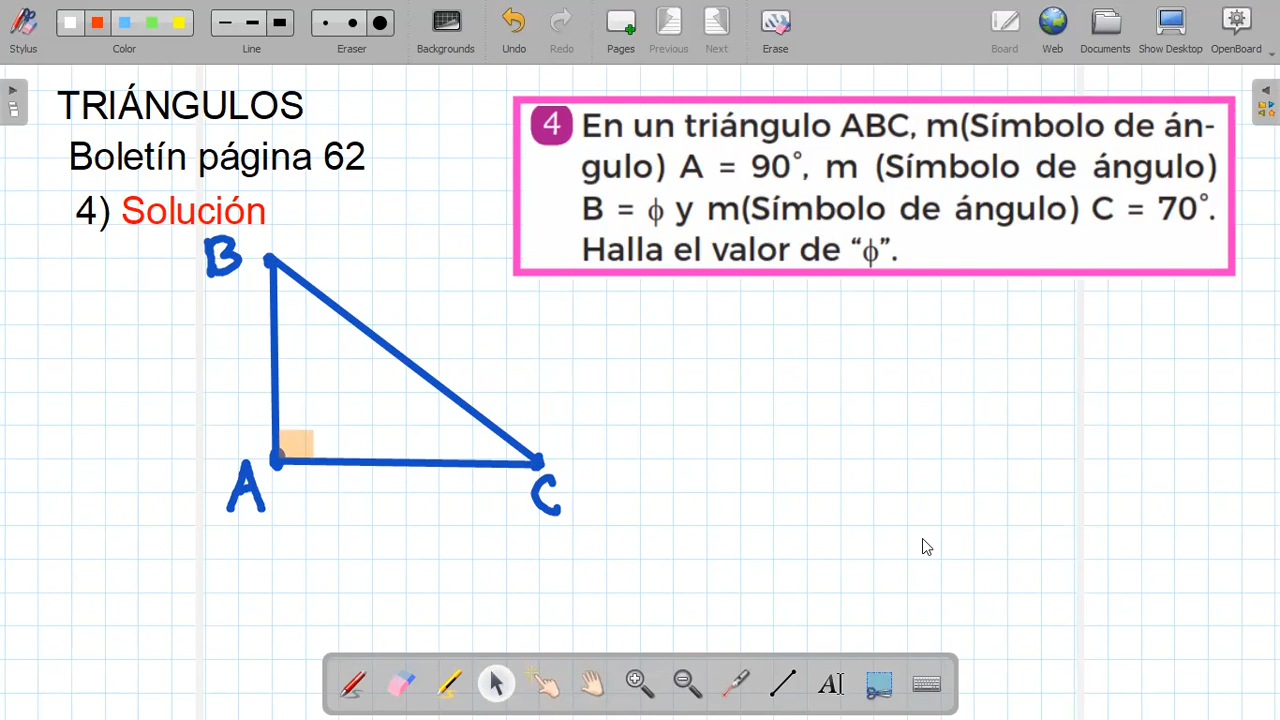 Stylus
Color
Line
Eraser
Backgrounds
Undo
Redo
Pages
Previous
Next
Erase
Board
Web
Documents
Show Desktop
OpenBoard
TRIÁNGULOS
Boletín página 62
4) Solución
4 En un triángulo ABC, m(Símbolo de án-
gulo) A = 90°, m (Símbolo de ángulo)
B = ϕ y m(Símbolo de ángulo) C = 70°.
Halla el valor de “ϕ”.
B
A
C
AI